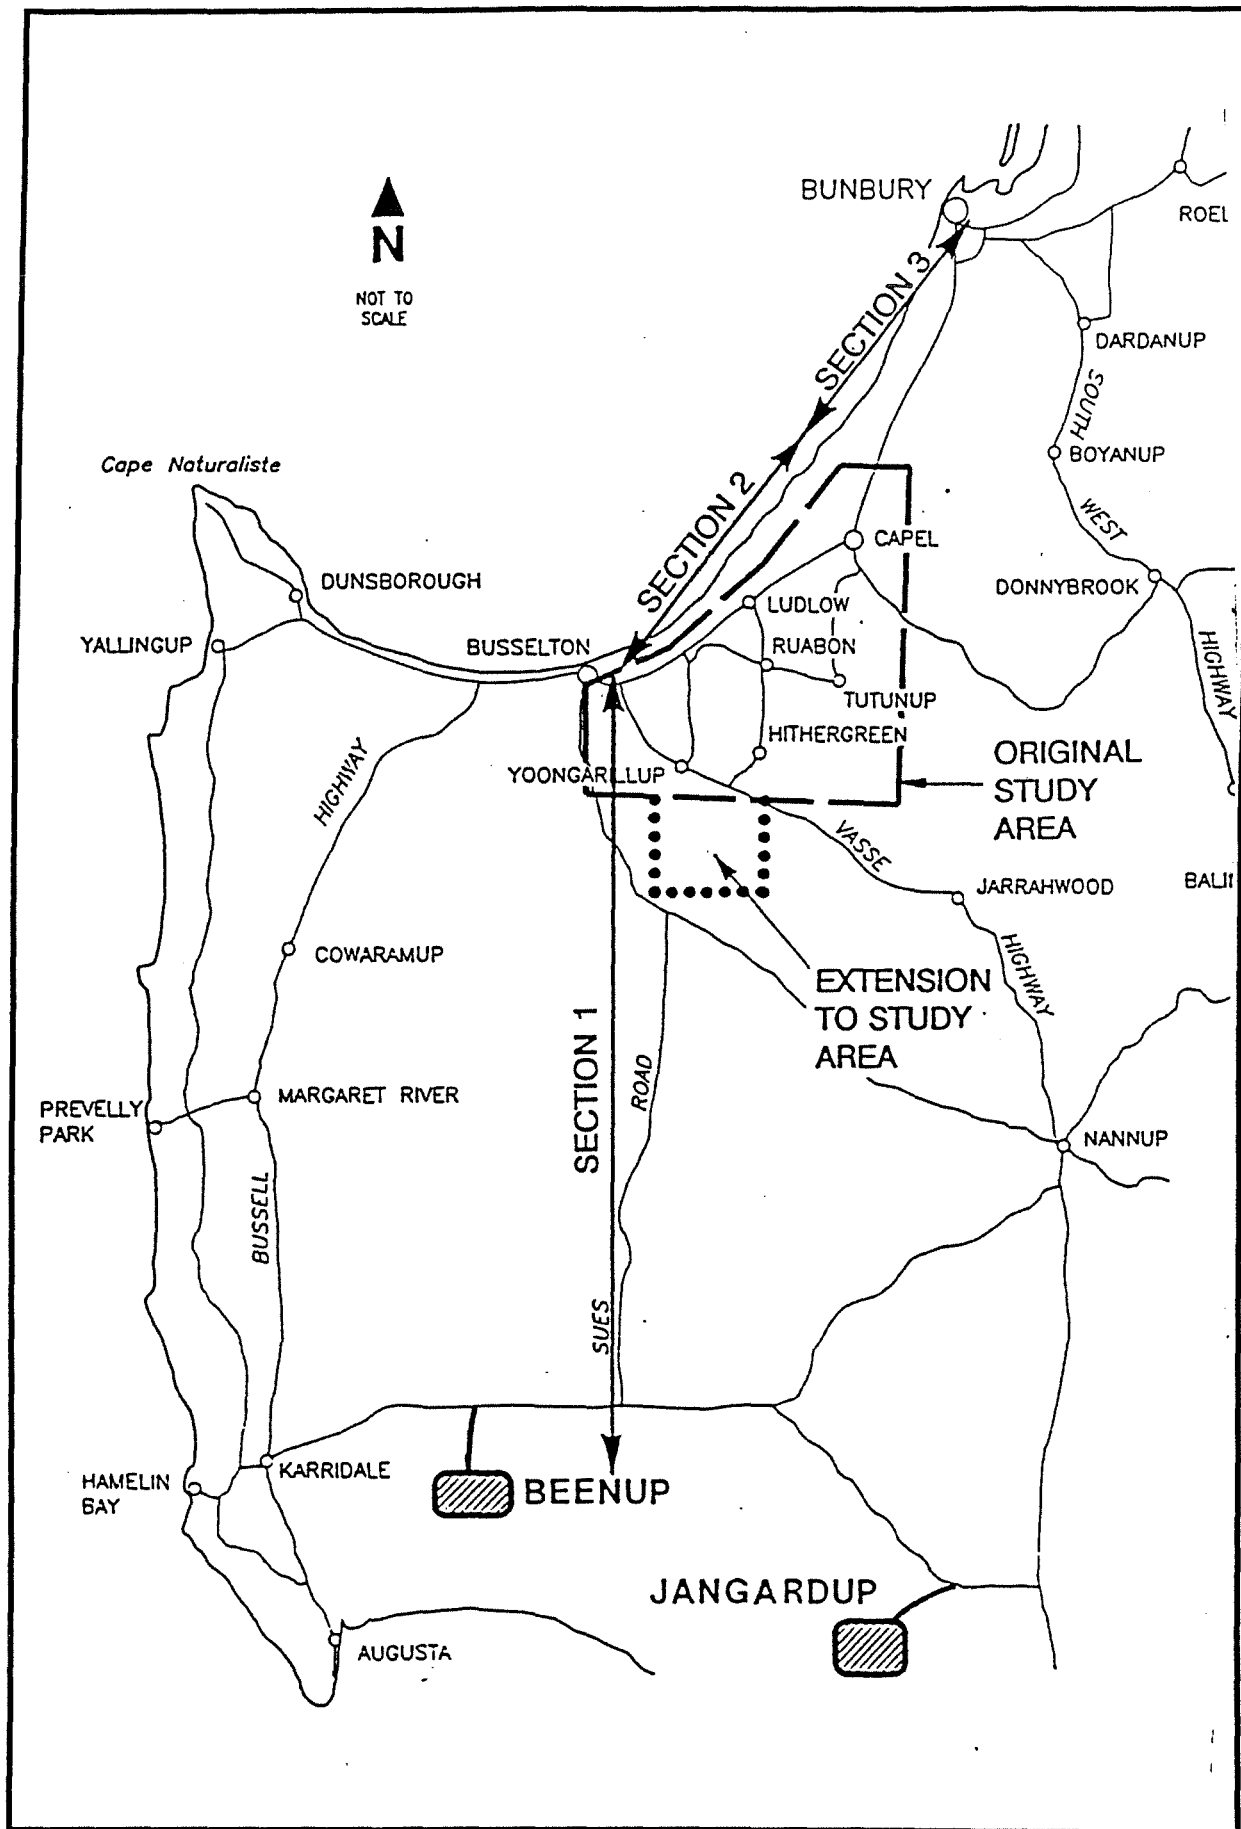 BUNBURY
ROEL
N
NOT TO
SCALE
SECTION 3
DARDANUP
SOUTH
BOYANUP
Cape Naturaliste
SECTION 2
WEST
CAPEL
DONNYBROOK
DUNSBOROUGH
LUDLOW
YALLINGUP
BUSSELTON
RUABON
HIGHWAY
TUTUNUP
HITHERGREEN
YOONGARILLUP
ORIGINAL
STUDY
AREA
HIGHWAY
VASSE
JARRAHWOOD
BALII
COWARAMUP
HIGHWAY
EXTENSION
TO STUDY
AREA
SECTION 1
ROAD
MARGARET RIVER
PREVELLY
PARK
NANNUP
BUSSELL
SUES
KARRIDALE
HAMELIN
BAY
BEENUP
JANGARDUP
AUGUSTA